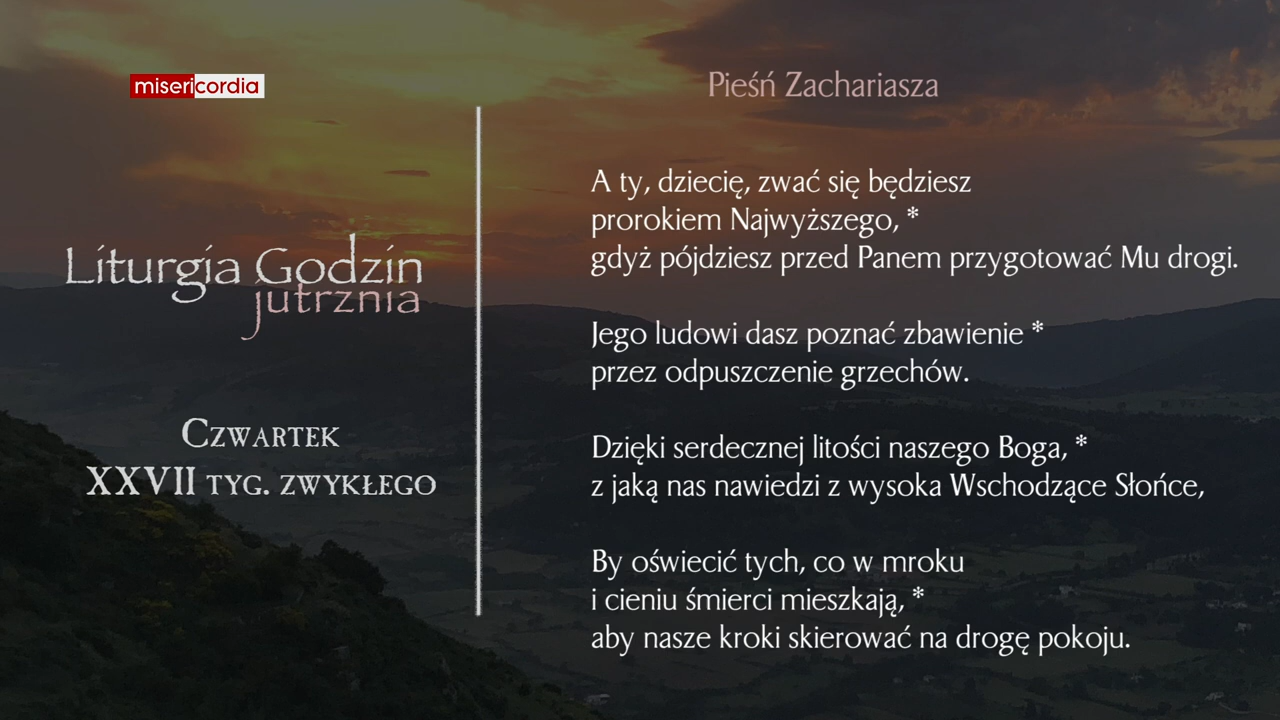 misericordia
Liturgia Godzin
jutrznia
Czwartek
XXVII tyg. zwykłego
Pieśń Zachariasza
A ty, dziecię, zwać się będziesz
prorokiem Najwyższego, *
gdyż pójdziesz przed Panem przygotować Mu drogi.
Jego ludowi dasz poznać zbawienie *
przez odpuszczenie grzechów.
Dzięki serdecznej litości naszego Boga, *
z jaką nas nawiedzi z wysoka Wschodzące Słońce,
By oświecić tych, co w mroku
i cieniu śmierci mieszkają, *
aby nasze kroki skierować na drogę pokoju.